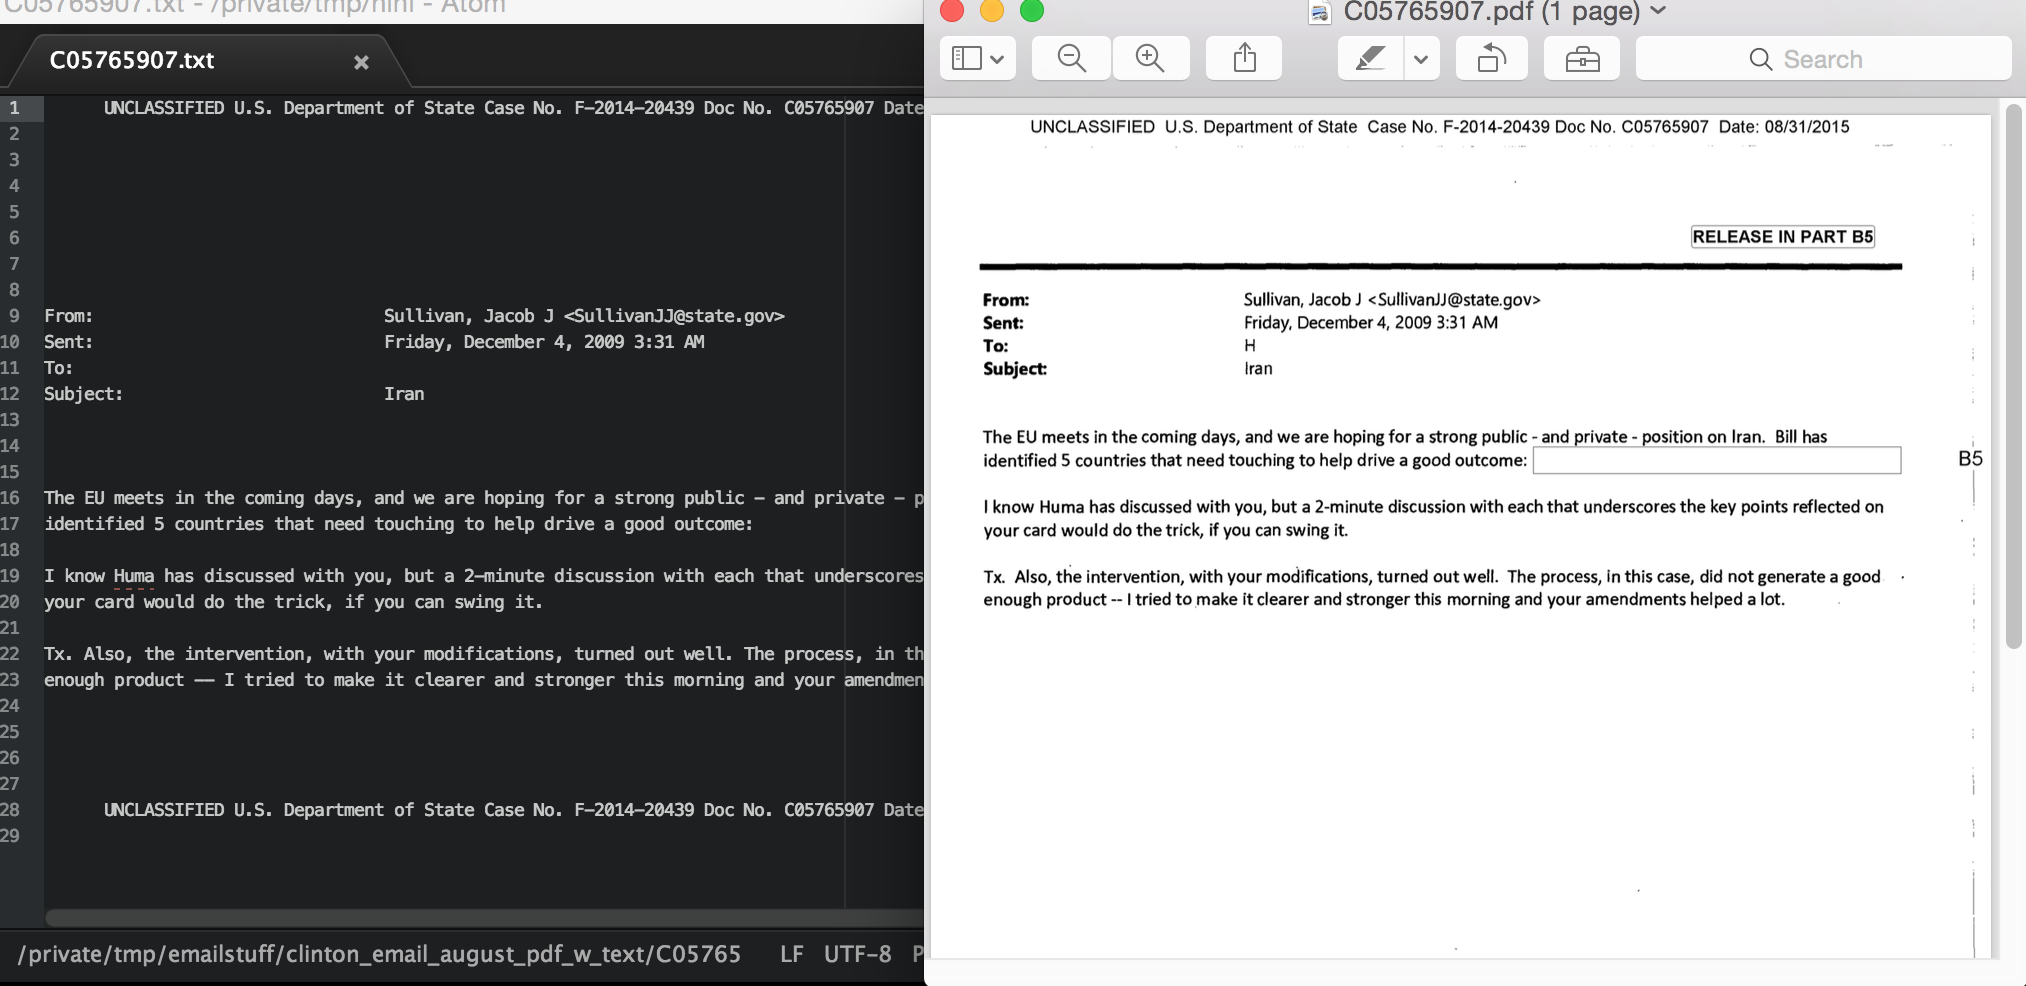 C05765907.txt - /private/tmp/hihi - Atom
C05765907.txt
1 UNCLASSIFIED U.S. Department of State Case No. F-2014-20439 Doc No. C05765907 Date
2
3
4
5
6
7
8
9 From: Sullivan, Jacob J <SullivanJJ@state.gov>
10 Sent: Friday, December 4, 2009 3:31 AM
11 To:
12 Subject: Iran
13
14
15
16 The EU meets in the coming days, and we are hoping for a strong public - and private - p
17 identified 5 countries that need touching to help drive a good outcome:
18
19 I know Huma has discussed with you, but a 2-minute discussion with each that underscores
20 your card would do the trick, if you can swing it.
21
22 Tx. Also, the intervention, with your modifications, turned out well. The process, in th
23 enough product -- I tried to make it clearer and stronger this morning and your amendmen
24
25
26
27
28 UNCLASSIFIED U.S. Department of State Case No. F-2014-20439 Doc No. C05765907 Date
29
/private/tmp/emailstuff/clinton_email_august_pdf_w_text/C05765 LF UTF-8 P
C05765907.pdf (1 page)
Search
UNCLASSIFIED U.S. Department of State Case No. F-2014-20439 Doc No. C05765907 Date: 08/31/2015
RELEASE IN PART B5
From: Sullivan, Jacob J <SullivanJJ@state.gov>
Sent: Friday, December 4, 2009 3:31 AM
To: H
Subject: Iran
The EU meets in the coming days, and we are hoping for a strong public - and private - position on Iran. Bill has
identified 5 countries that need touching to help drive a good outcome:
B5
I know Huma has discussed with you, but a 2-minute discussion with each that underscores the key points reflected on
your card would do the trick, if you can swing it.
Tx. Also, the intervention, with your modifications, turned out well. The process, in this case, did not generate a good
enough product -- I tried to make it clearer and stronger this morning and your amendments helped a lot.